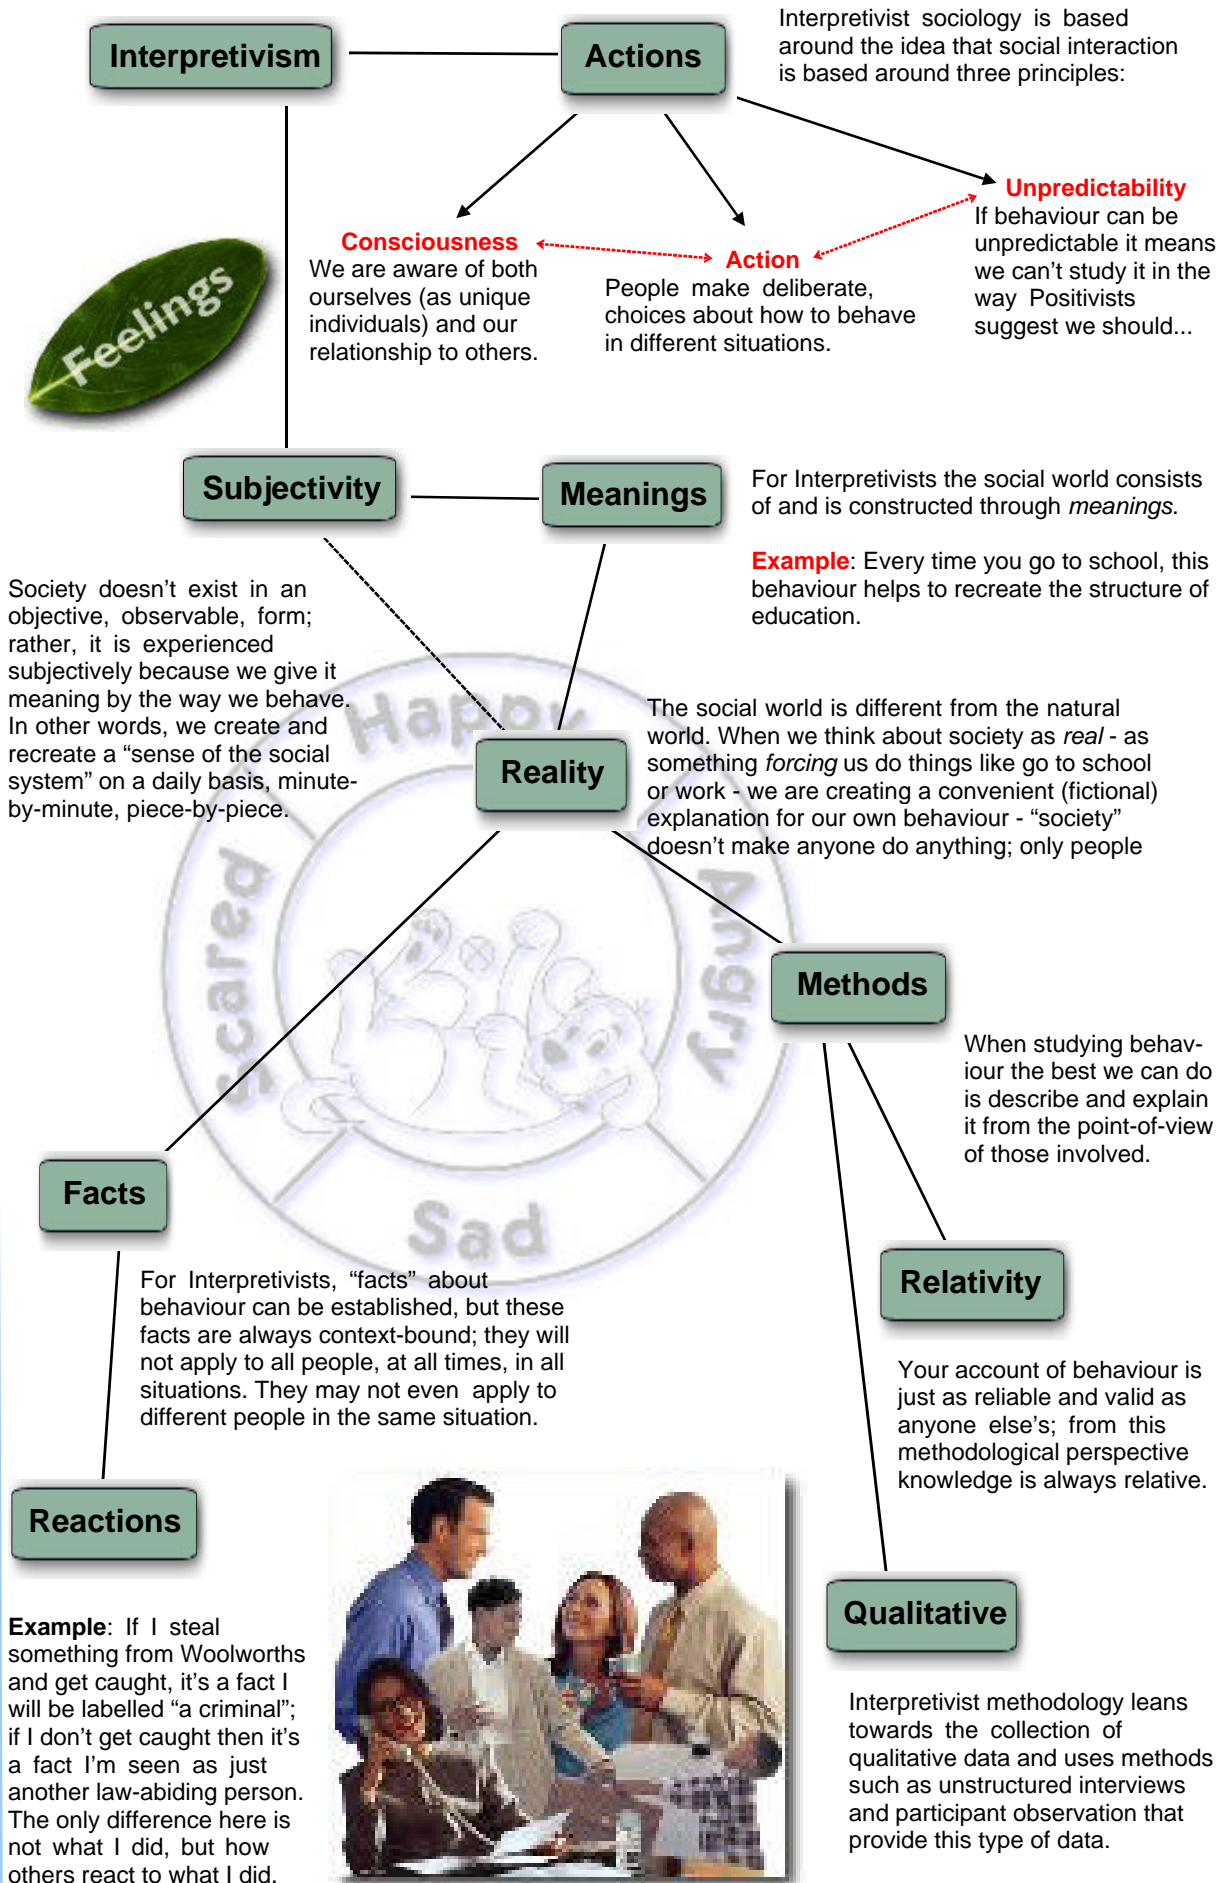 Interpretivism
Actions
Interpretivist sociology is based
around the idea that social interaction
is based around three principles:
Unpredictability
If behaviour can be
unpredictable it means
we can't study it in the
way Positivists
suggest we should...
Consciousness
We are aware of both
ourselves (as unique
individuals) and our
relationship to others.
Action
People make deliberate,
choices about how to behave
in different situations.
Feelings
Subjectivity
Meanings
For Interpretivists the social world consists
of and is constructed through meanings.
Example: Every time you go to school, this
behaviour helps to recreate the structure of
education.
Society doesn't exist in an
objective, observable, form;
rather, it is experienced
subjectively because we give it
meaning by the way we behave.
In other words, we create and
recreate a “sense of the social
system” on a daily basis, minute-
by-minute, piece-by-piece.
Happy
Reality
The social world is different from the natural
world. When we think about society as real - as
something forcing us do things like go to school
or work - we are creating a convenient (fictional)
explanation for our own behaviour - “society”
doesn't make anyone do anything; only people
Scared
Angry
Sad
Methods
When studying behav-
iour the best we can do
is describe and explain
it from the point-of-view
of those involved.
Facts
For Interpretivists, “facts” about
behaviour can be established, but these
facts are always context-bound; they will
not apply to all people, at all times, in all
situations. They may not even apply to
different people in the same situation.
Relativity
Your account of behaviour is
just as reliable and valid as
anyone else's; from this
methodological perspective
knowledge is always relative.
Reactions
Example: If I steal
something from Woolworths
and get caught, it's a fact I
will be labelled “a criminal”;
if I don't get caught then it's
a fact I'm seen as just
another law-abiding person.
The only difference here is
not what I did, but how
others react to what I did.
Qualitative
Interpretivist methodology leans
towards the collection of
qualitative data and uses methods
such as unstructured interviews
and participant observation that
provide this type of data.